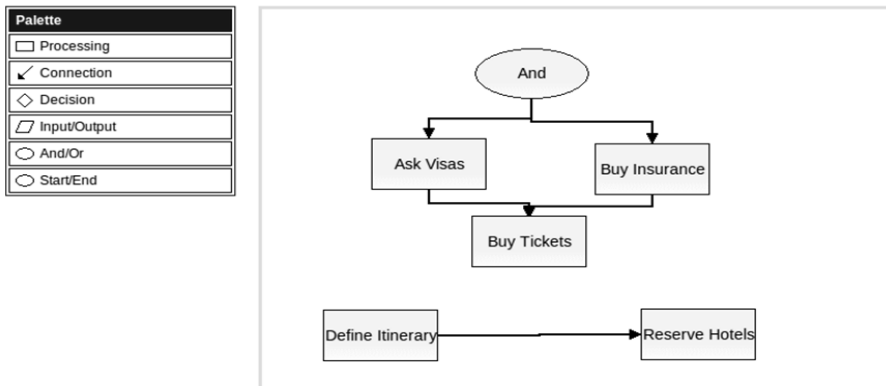 Palette
Processing
Connection
Decision
Input/Output
And/Or
Start/End
And
Ask Visas
Buy Insurance
Buy Tickets
Define Itinerary
Reserve Hotels